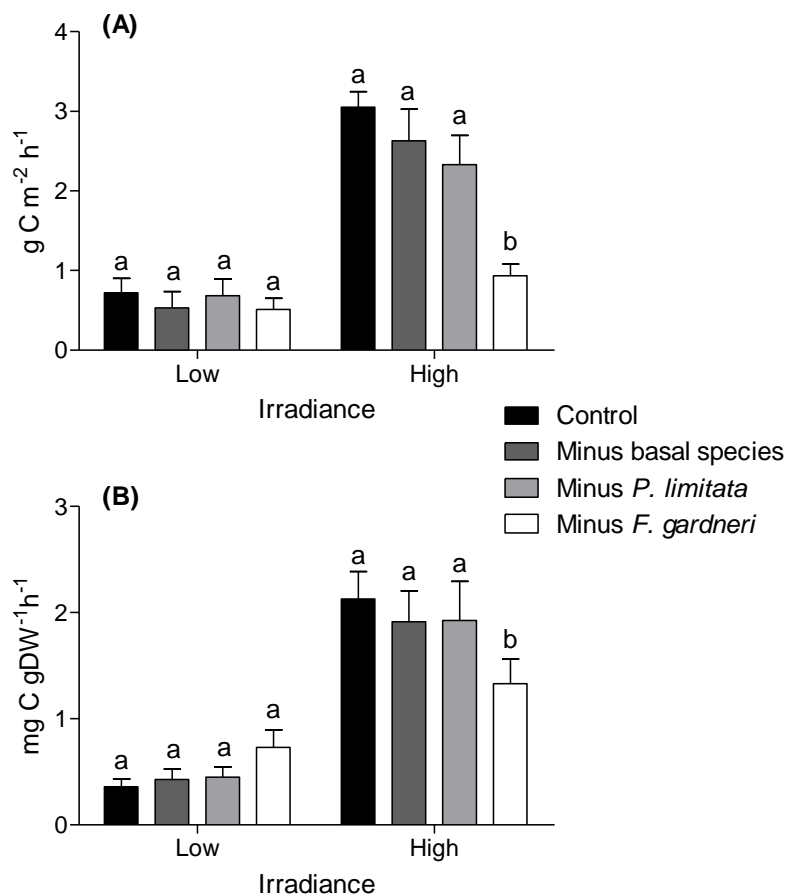 (A)
4
3
2
1
0
g C m⁻² h⁻¹
a a a a
a a a b
Low High
Irradiance
Control
Minus basal species
Minus P. limitata
Minus F. gardneri
(B)
3
2
1
0
mg C gDW⁻¹h⁻¹
a a a a
a a a b
Low High
Irradiance